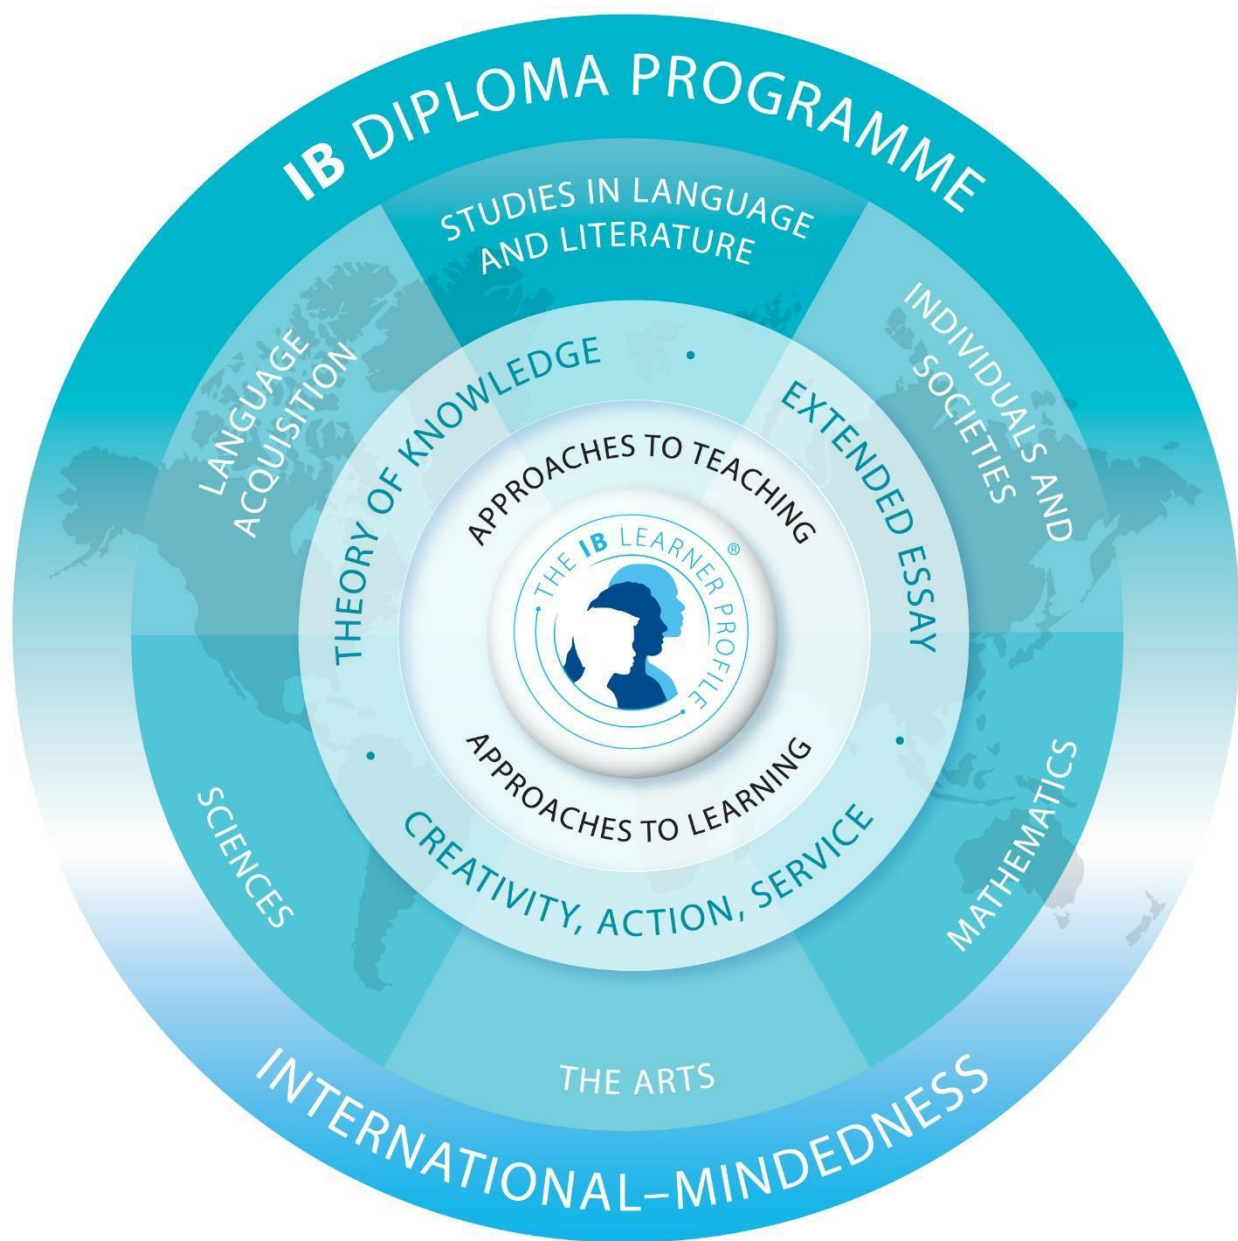 IB DIPLOMA PROGRAMME
STUDIES IN LANGUAGE
AND LITERATURE
LANGUAGE
ACQUISITION
INDIVIDUALS AND
SOCIETIES
THEORY OF KNOWLEDGE
•
EXTENDED ESSAY
APPROACHES TO TEACHING
• THE IB LEARNER PROFILE •
®
APPROACHES TO LEARNING
•
•
CREATIVITY, ACTION, SERVICE
SCIENCES
MATHEMATICS
THE ARTS
INTERNATIONAL–MINDEDNESS